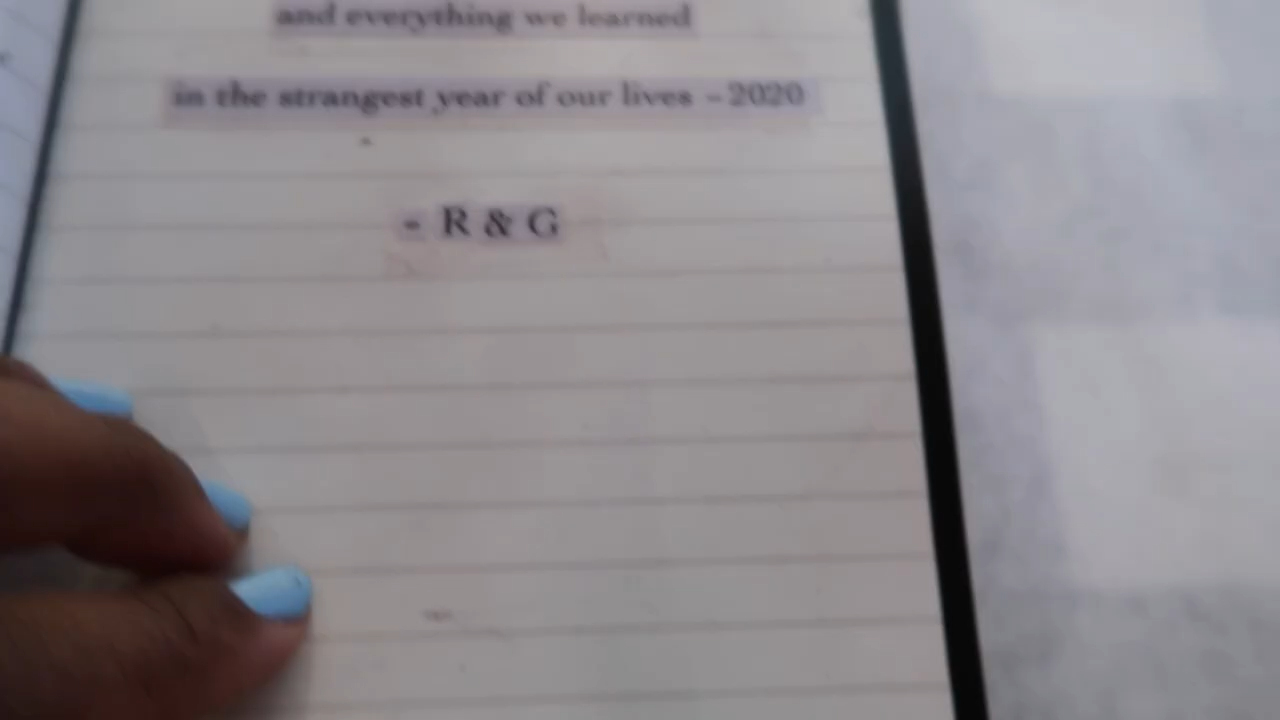 and everything we learned
in the strangest year of our lives - 2020
- R & G